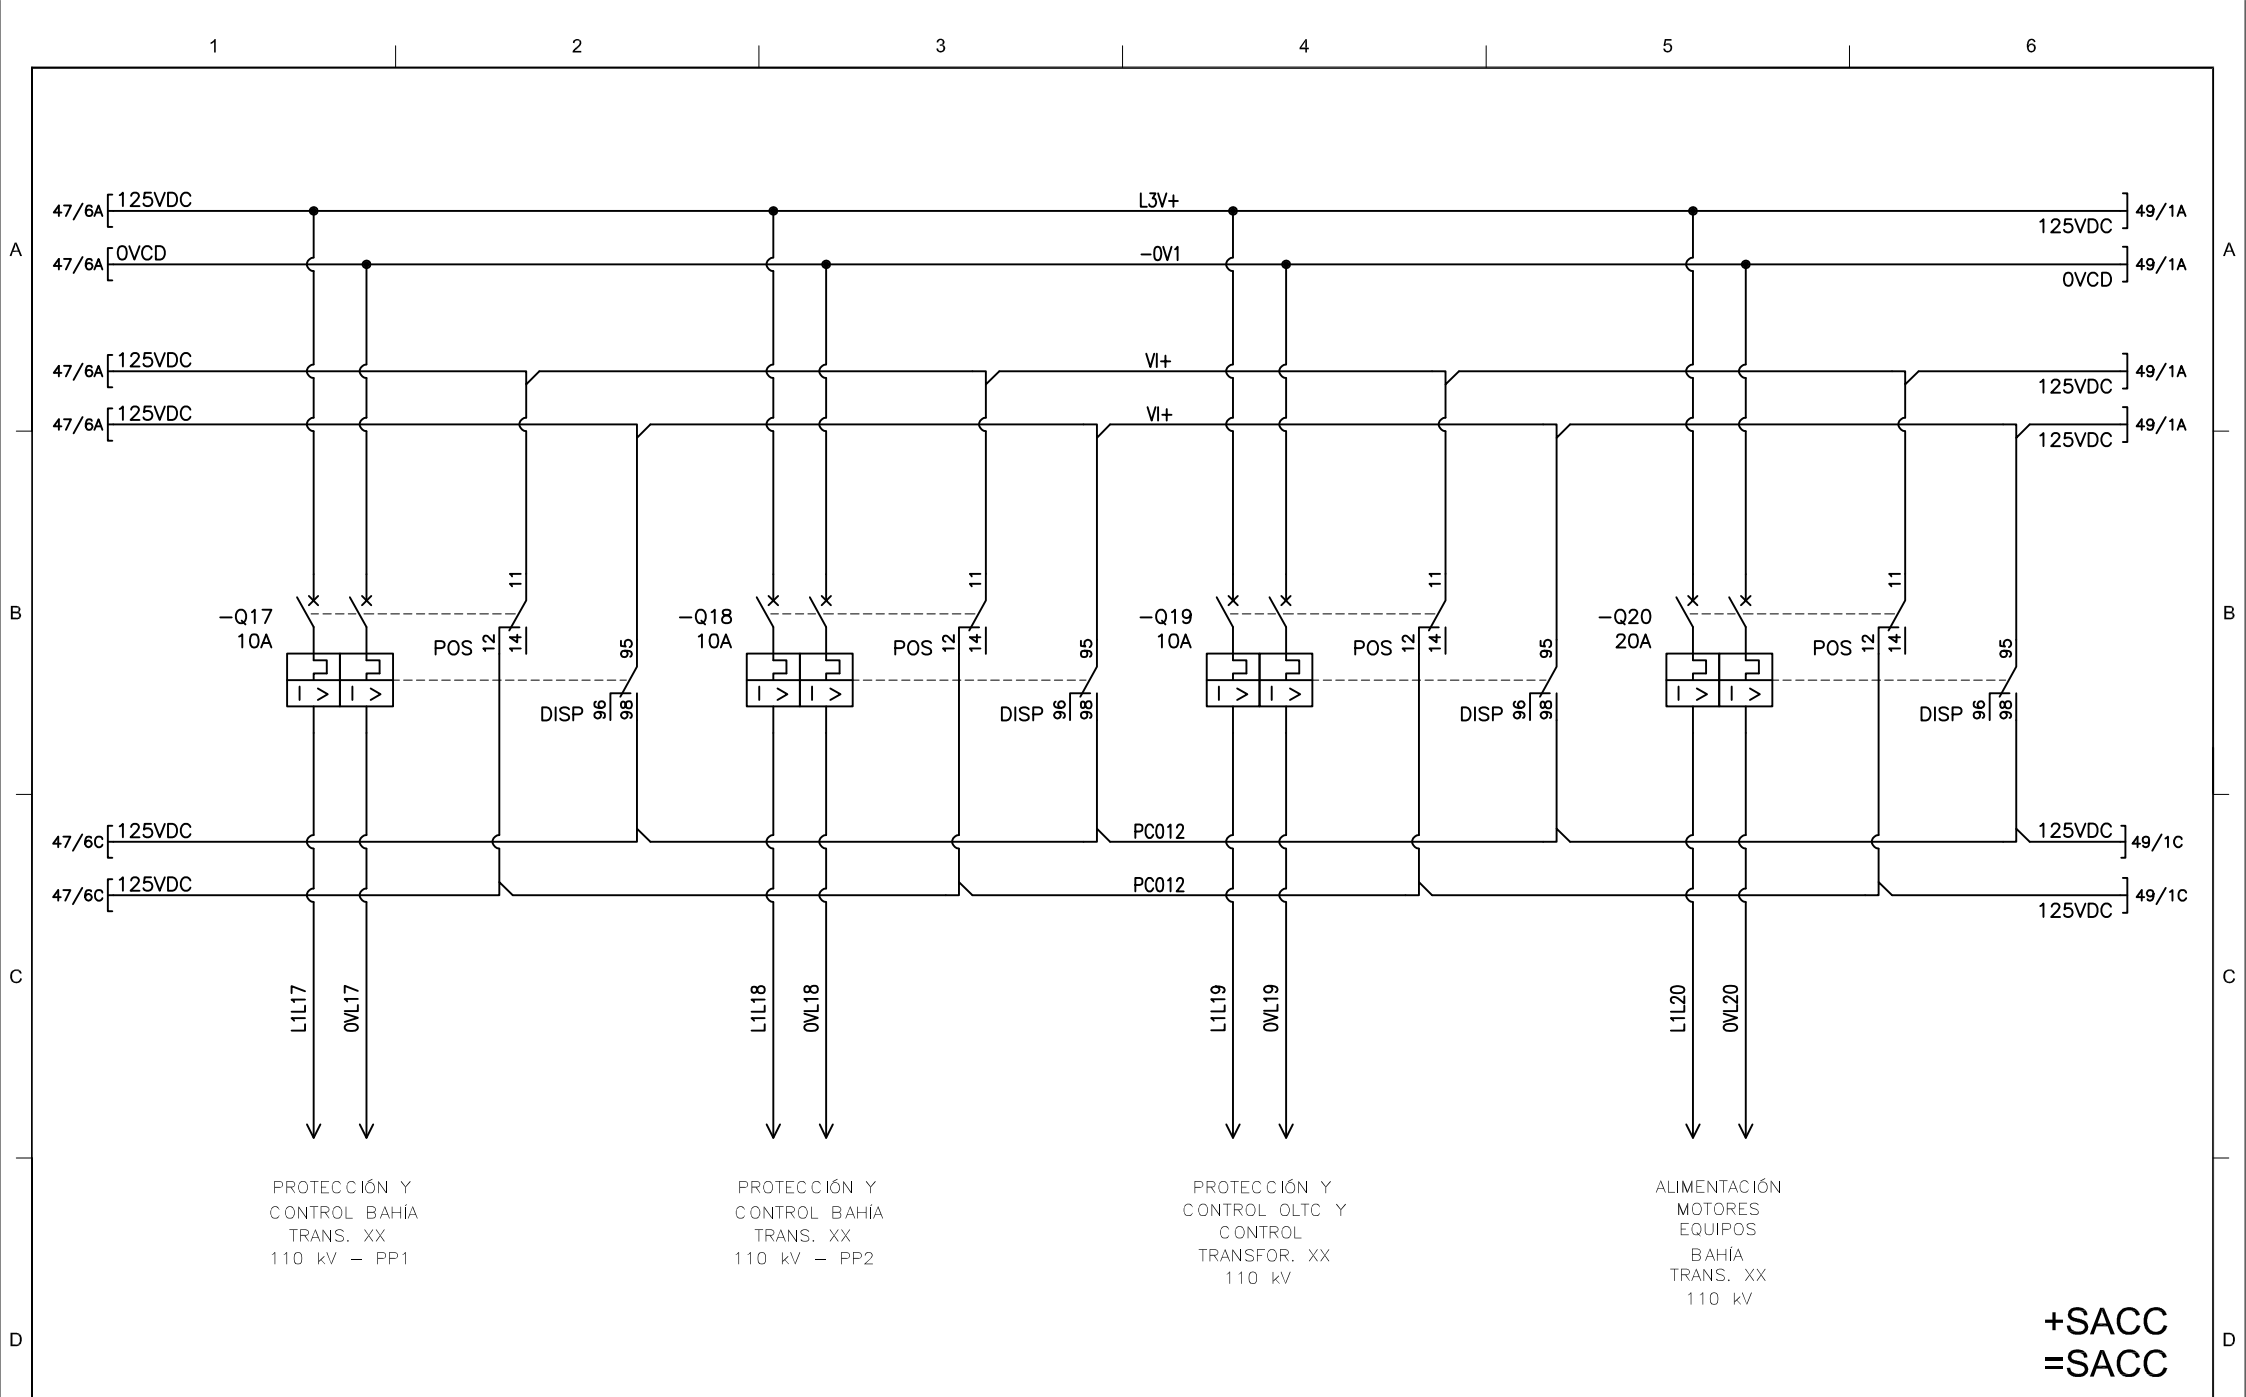 1 2 3 4 5 6
47/6A 125VDC L3V+ 125VDC 49/1A
A 47/6A 0VCD -0V1 0VCD 49/1A A
47/6A 125VDC VI+ 125VDC 49/1A
47/6A 125VDC VI+ 125VDC 49/1A
11 11 11 11
B -Q17 -Q18 -Q19 -Q20 B
10A 10A 10A 20A
POS 12 14 95 POS 12 14 95 POS 12 14 95 POS 12 14 95
I > I > I > I > I > I > I > I >
DISP 96 98 DISP 96 98 DISP 96 98 DISP 96 98
47/6C 125VDC PC012 125VDC 49/1C
47/6C 125VDC PC012 125VDC 49/1C
C L1L17 0VL17 L1L18 0VL18 L1L19 0VL19 L1L20 0VL20 C
PROTECCIÓN Y
CONTROL BAHÍA
TRANS. XX
110 kV – PP1
PROTECCIÓN Y
CONTROL BAHÍA
TRANS. XX
110 kV – PP2
PROTECCIÓN Y
CONTROL OLTC Y
CONTROL
TRANSFOR. XX
110 kV
ALIMENTACIÓN
MOTORES
EQUIPOS
BAHÍA
TRANS. XX
110 kV
D +SACC D
=SACC